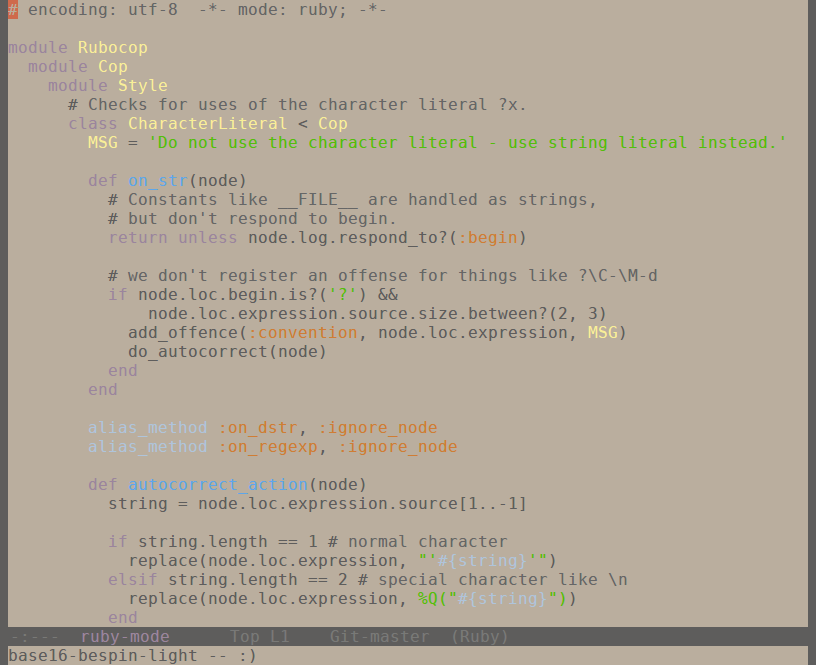 # encoding: utf-8  -*- mode: ruby; -*-

module Rubocop
  module Cop
    module Style
      # Checks for uses of the character literal ?x.
      class CharacterLiteral < Cop
        MSG = 'Do not use the character literal - use string literal instead.'

        def on_str(node)
          # Constants like __FILE__ are handled as strings,
          # but don't respond to begin.
          return unless node.log.respond_to?(:begin)

          # we don't register an offense for things like ?\C-\M-d
          if node.loc.begin.is?('?') &&
              node.loc.expression.source.size.between?(2, 3)
            add_offence(:convention, node.loc.expression, MSG)
            do_autocorrect(node)
          end
        end

        alias_method :on_dstr, :ignore_node
        alias_method :on_regexp, :ignore_node

        def autocorrect_action(node)
          string = node.loc.expression.source[1..-1]

          if string.length == 1 # normal character
            replace(node.loc.expression, "'#{string}'")
          elsif string.length == 2 # special character like \n
            replace(node.loc.expression, %Q("#{string}"))
          end
-:---  ruby-mode      Top L1    Git-master  (Ruby)
base16-bespin-light -- :)